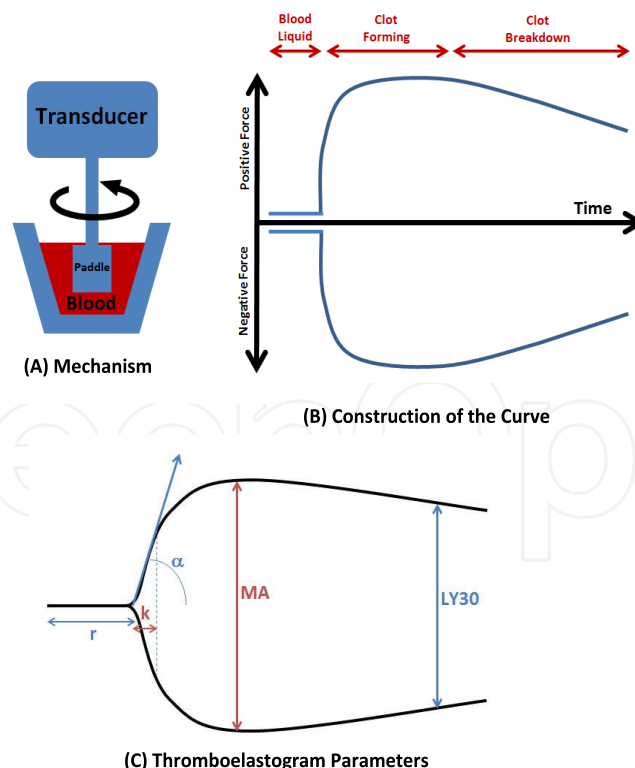 Blood
Liquid
Clot
Forming
Clot
Breakdown
Transducer
Paddle
Blood
(A) Mechanism
Positive Force
Negative Force
Time
(B) Construction of the Curve
α
MA
k
LY30
r
(C) Thromboelastogram Parameters